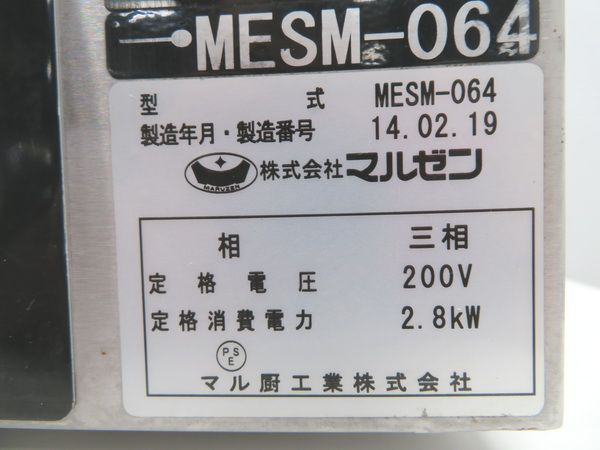 MESM-064
型式 MESM-064
製造年月・製造番号 14.02.19
MARUZEN 株式会社マルゼン
相 三相
定格電圧 200V
定格消費電力 2.8kW
PSE
マル厨工業株式会社